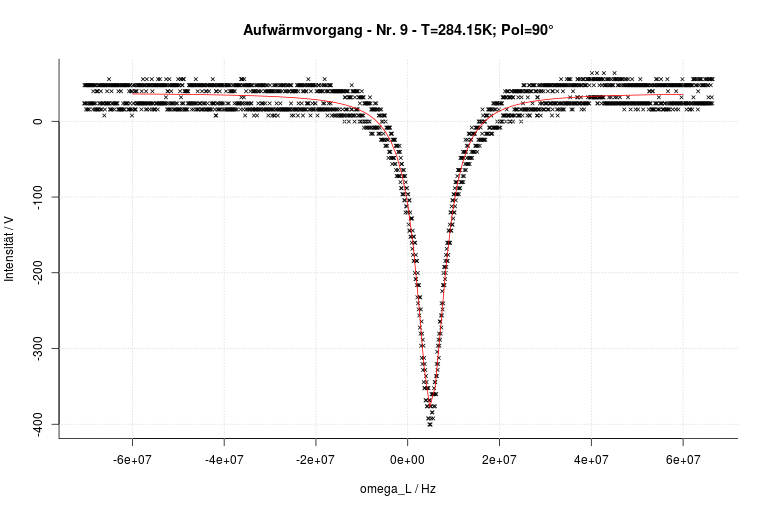 Aufwärmvorgang - Nr. 9 - T=284.15K; Pol=90°
Intensität / V
0
-100
-200
-300
-400
-6e+07 -4e+07 -2e+07 0e+00 2e+07 4e+07 6e+07
omega_L / Hz